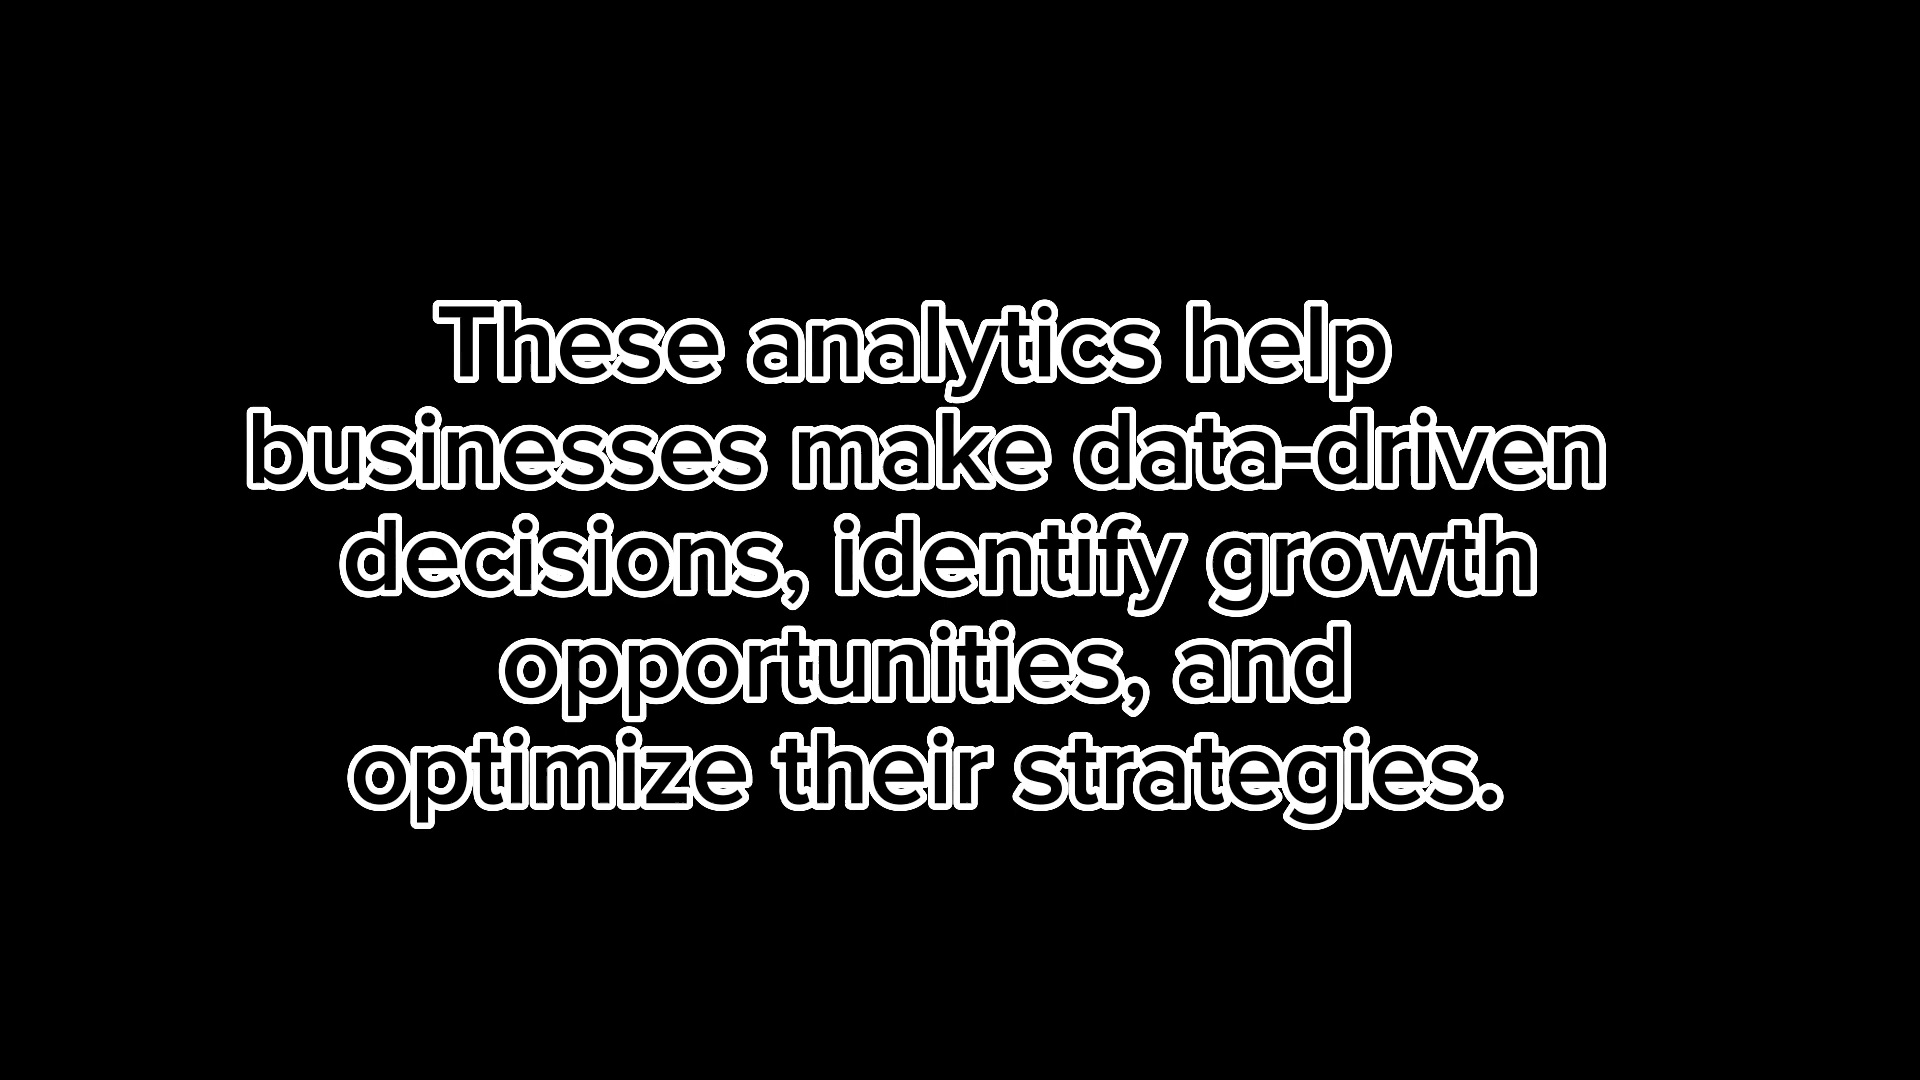 These analytics help
businesses make data-driven
decisions, identify growth
opportunities, and
optimize their strategies.